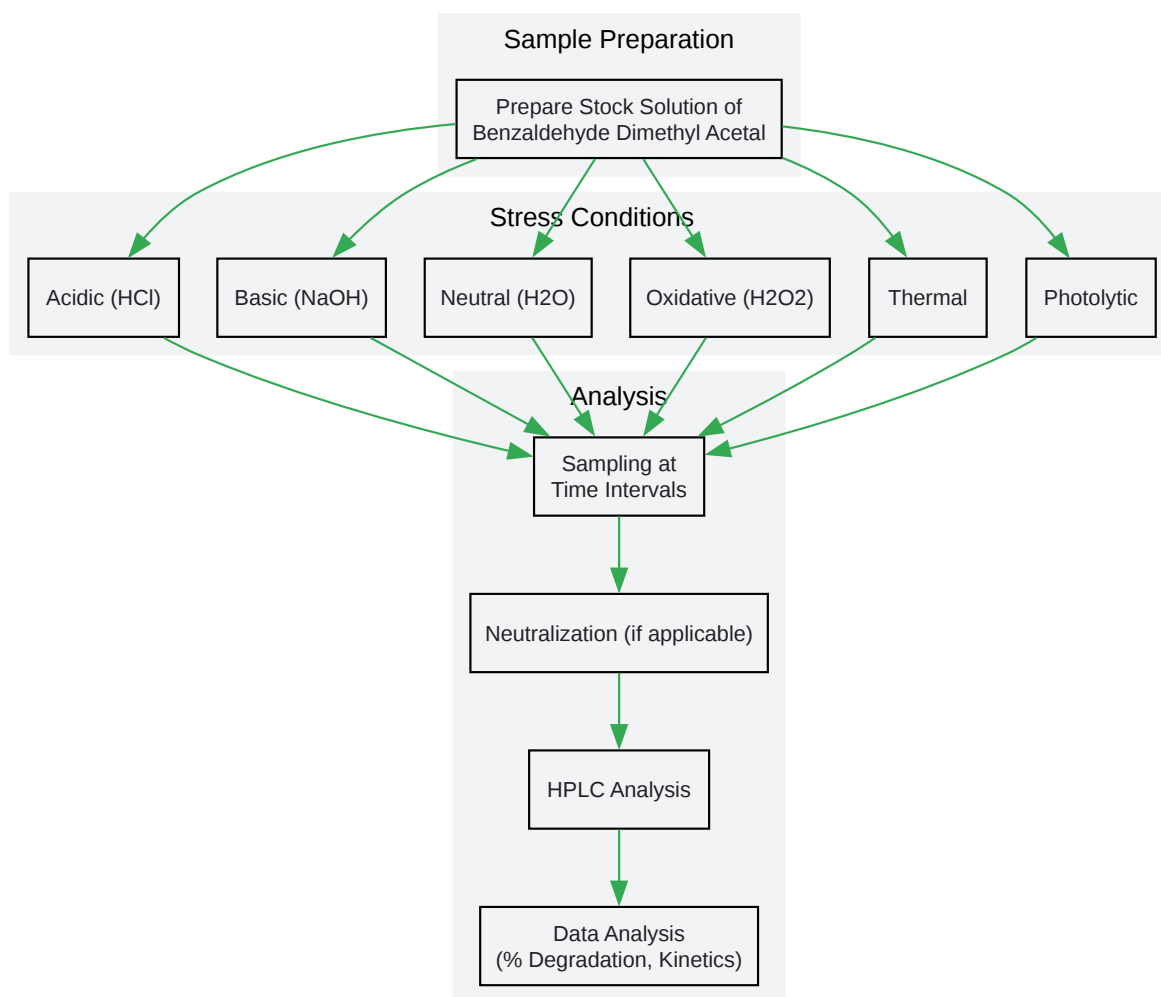 Sample Preparation
Prepare Stock Solution of
Benzaldehyde Dimethyl Acetal
Stress Conditions
Acidic (HCl)
Basic (NaOH)
Neutral (H2O)
Oxidative (H2O2)
Thermal
Photolytic
Analysis
Sampling at
Time Intervals
Neutralization (if applicable)
HPLC Analysis
Data Analysis
(% Degradation, Kinetics)